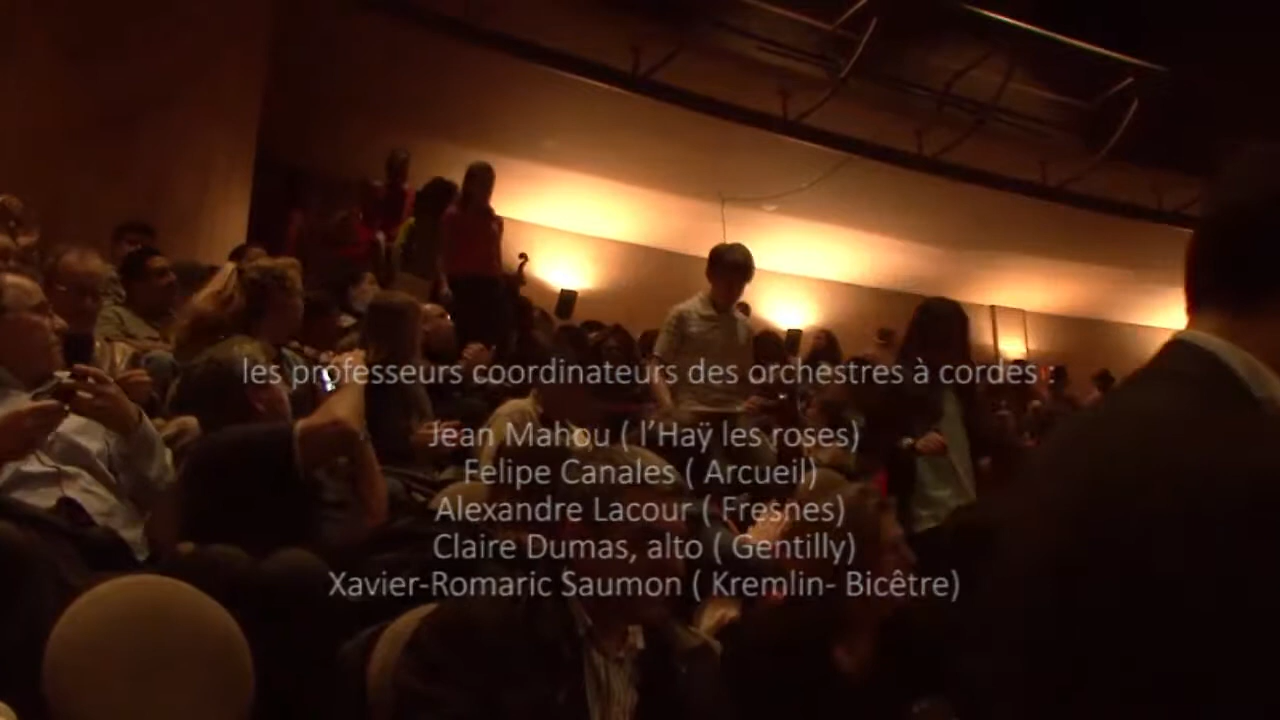 les professeurs coordinateurs des orchestres à cordes :
Jean Mahou ( l’Haÿ les roses)
Felipe Canales ( Arcueil)
Alexandre Lacour ( Fresnes)
Claire Dumas, alto ( Gentilly)
Xavier-Romaric Saumon ( Kremlin- Bicêtre)